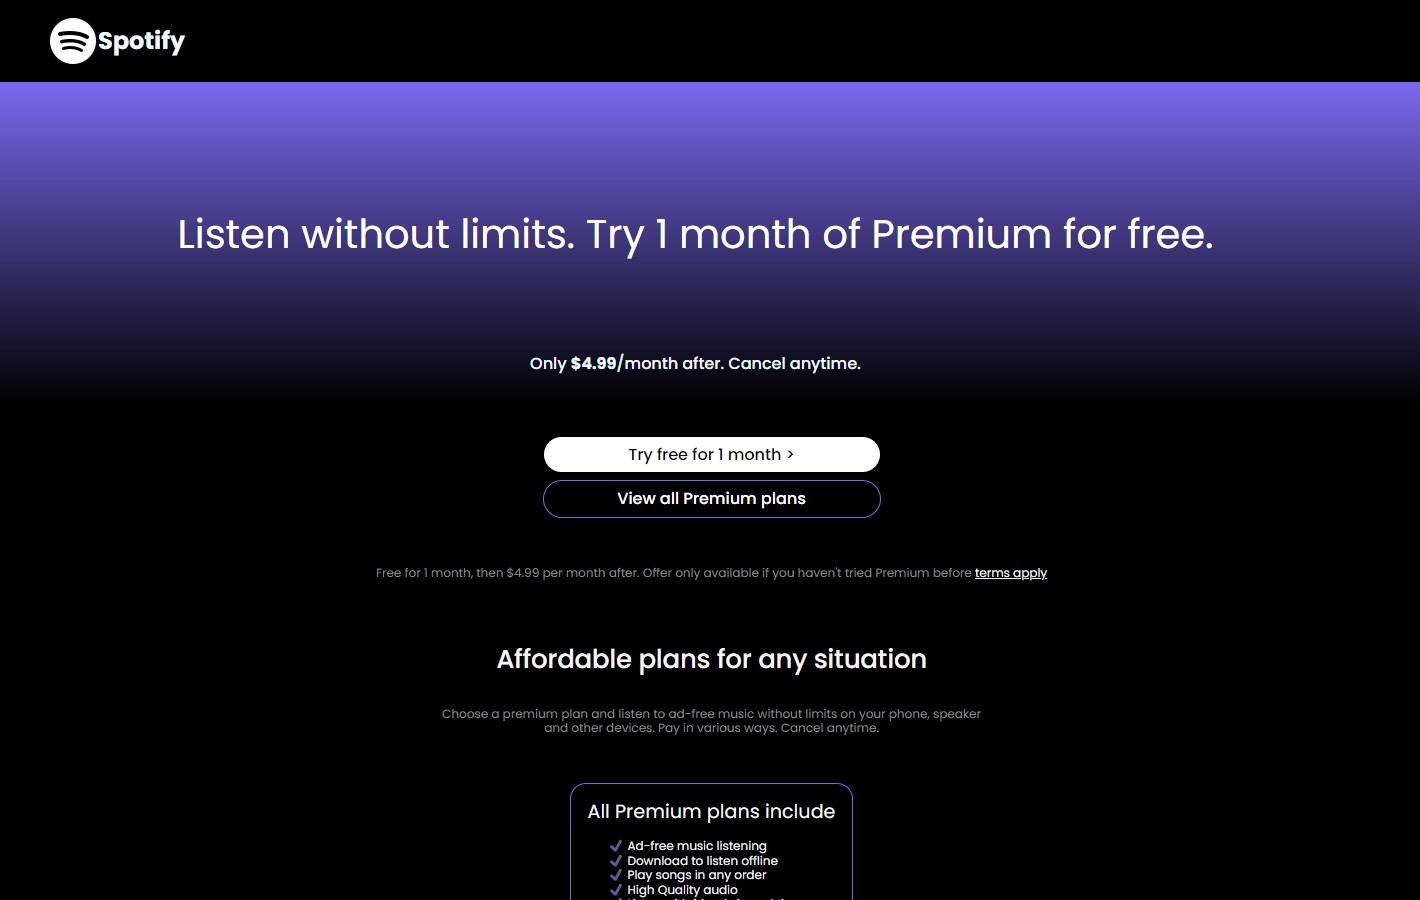 Spotify
Listen without limits. Try 1 month of Premium for free.
Only $4.99/month after. Cancel anytime.
Try free for 1 month >
View all Premium plans
Free for 1 month, then $4.99 per month after. Offer only available if you haven't tried Premium before terms apply
Affordable plans for any situation
Choose a premium plan and listen to ad-free music without limits on your phone, speaker
and other devices. Pay in various ways. Cancel anytime.
All Premium plans include
Ad-free music listening
Download to listen offline
Play songs in any order
High Quality audio